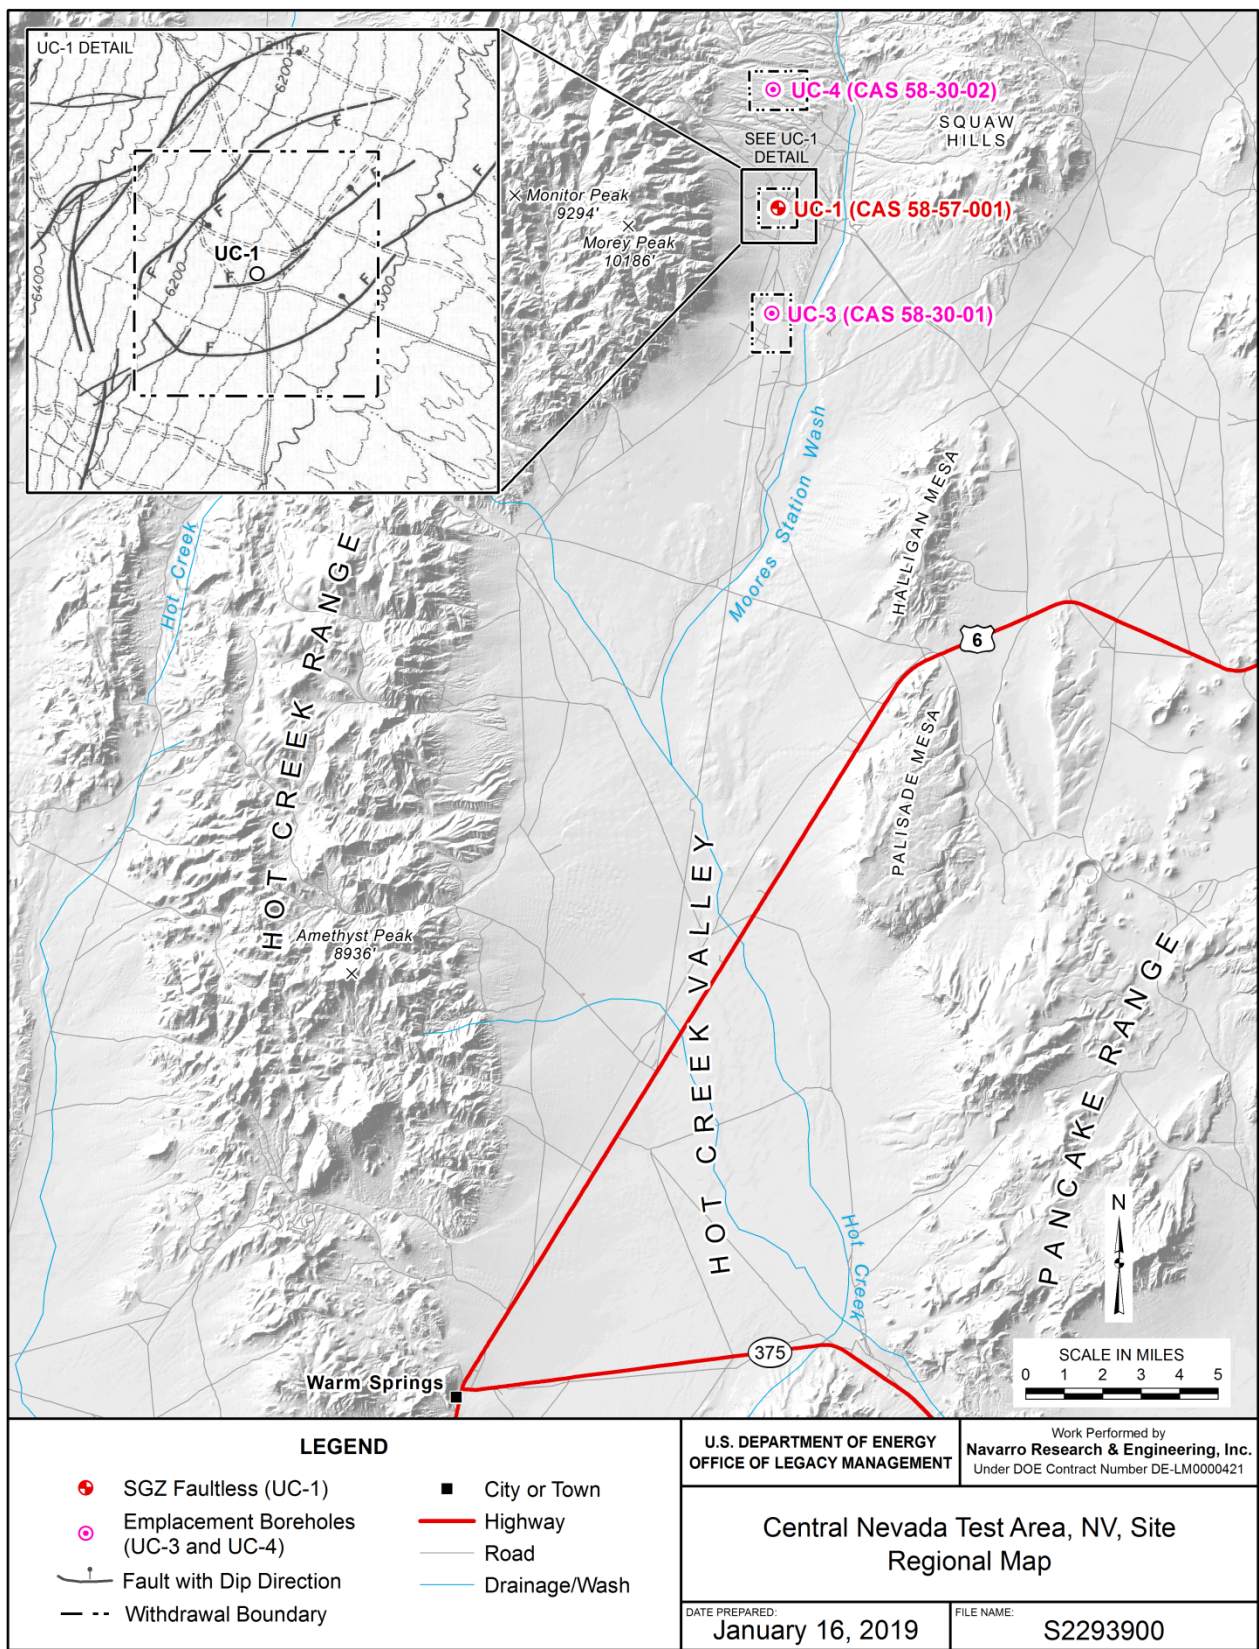 UC-1 DETAIL
Tank
6200
F
F
UC-1
F
F
F
F
F
6400
6200
UC-4 (CAS 58-30-02)
SQUAW
HILLS
SEE UC-1
DETAIL
Monitor Peak
9294'
UC-1 (CAS 58-57-001)
Morey Peak
10186'
UC-3 (CAS 58-30-01)
Moores Station Wash
HALLIGAN MESA
Hot Creek
HOT CREEK RANGE
6
PALISADE MESA
HOT CREEK VALLEY
Amethyst Peak
8936'
PANCAKE RANGE
Hot Creek
N
375
SCALE IN MILES
0 1 2 3 4 5
Warm Springs
LEGEND
SGZ Faultless (UC-1)
Emplacement Boreholes
(UC-3 and UC-4)
Fault with Dip Direction
Withdrawal Boundary
City or Town
Highway
Road
Drainage/Wash
U.S. DEPARTMENT OF ENERGY
OFFICE OF LEGACY MANAGEMENT
Work Performed by
Navarro Research & Engineering, Inc.
Under DOE Contract Number DE-LM0000421
Central Nevada Test Area, NV, Site
Regional Map
DATE PREPARED:
January 16, 2019
FILE NAME:
S2293900